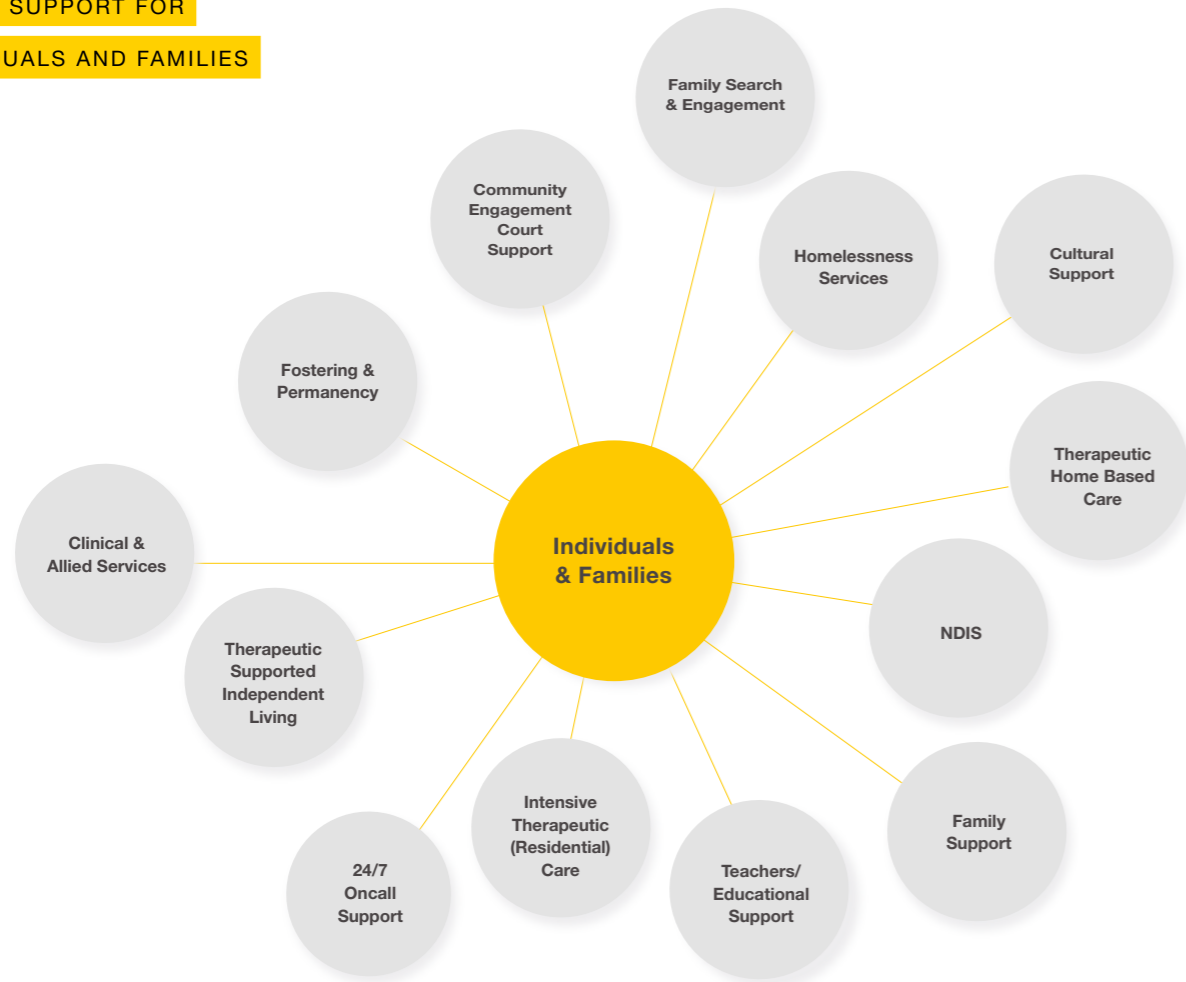 SUPPORT FOR
UALS AND FAMILIES
Family Search
& Engagement
Community
Engagement
Court
Support
Homelessness
Services
Cultural
Support
Fostering &
Permanency
Therapeutic
Home Based
Care
Clinical &
Allied Services
Individuals
& Families
NDIS
Therapeutic
Supported
Independent
Living
Family
Support
Intensive
Therapeutic
(Residential)
Care
24/7
Oncall
Support
Teachers/
Educational
Support